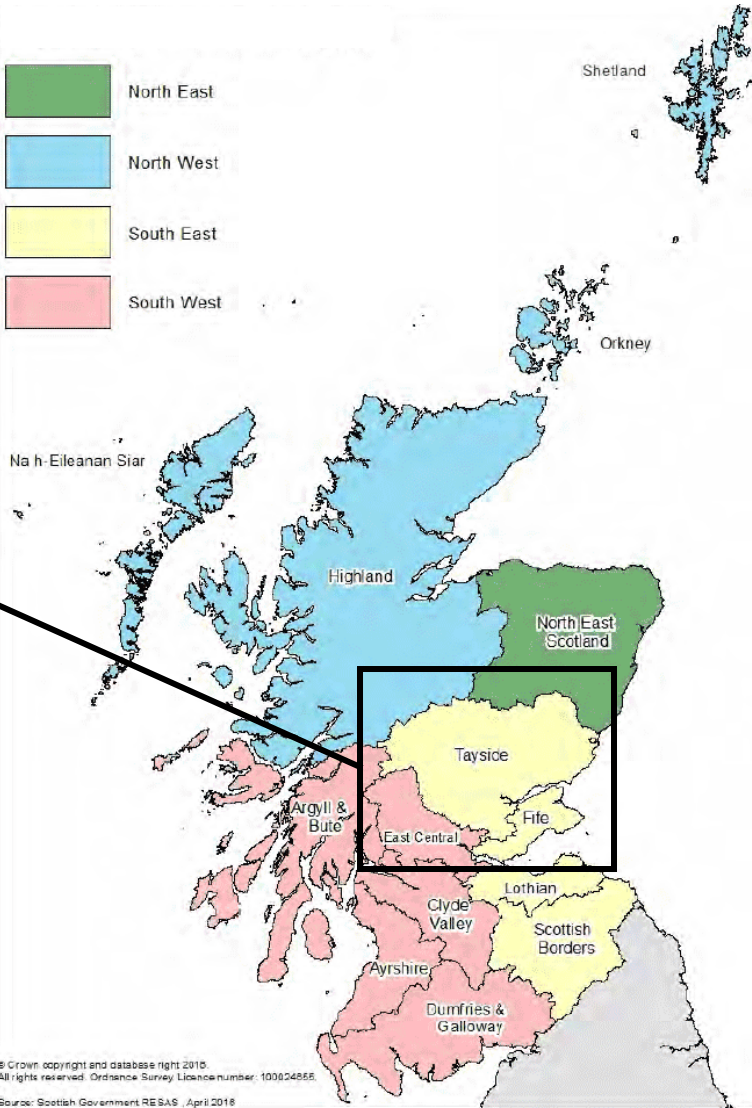 North East
North West
South East
South West
Shetland
Orkney
Na h-Eileanan Siar
Highland
North East
Scotland
Tayside
Fife
Argyll &
Bute
East Central
Lothian
Clyde
Valley
Scottish
Borders
Ayrshire
Dumfries &
Galloway
© Crown copyright and database right 2016.
All rights reserved. Ordnance Survey Licence number: 100024655.
Source: Scottish Government RESAS , April 2016